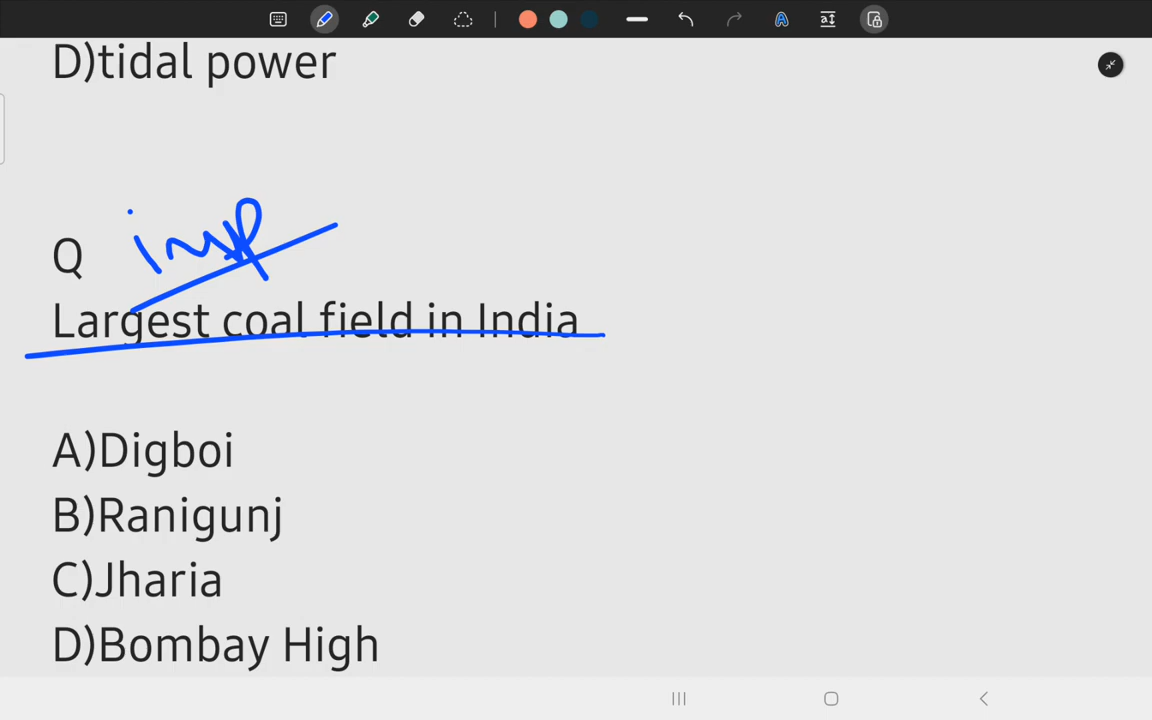 D)tidal power
Q imp
Largest coal field in India
A)Digboi
B)Ranigunj
C)Jharia
D)Bombay High